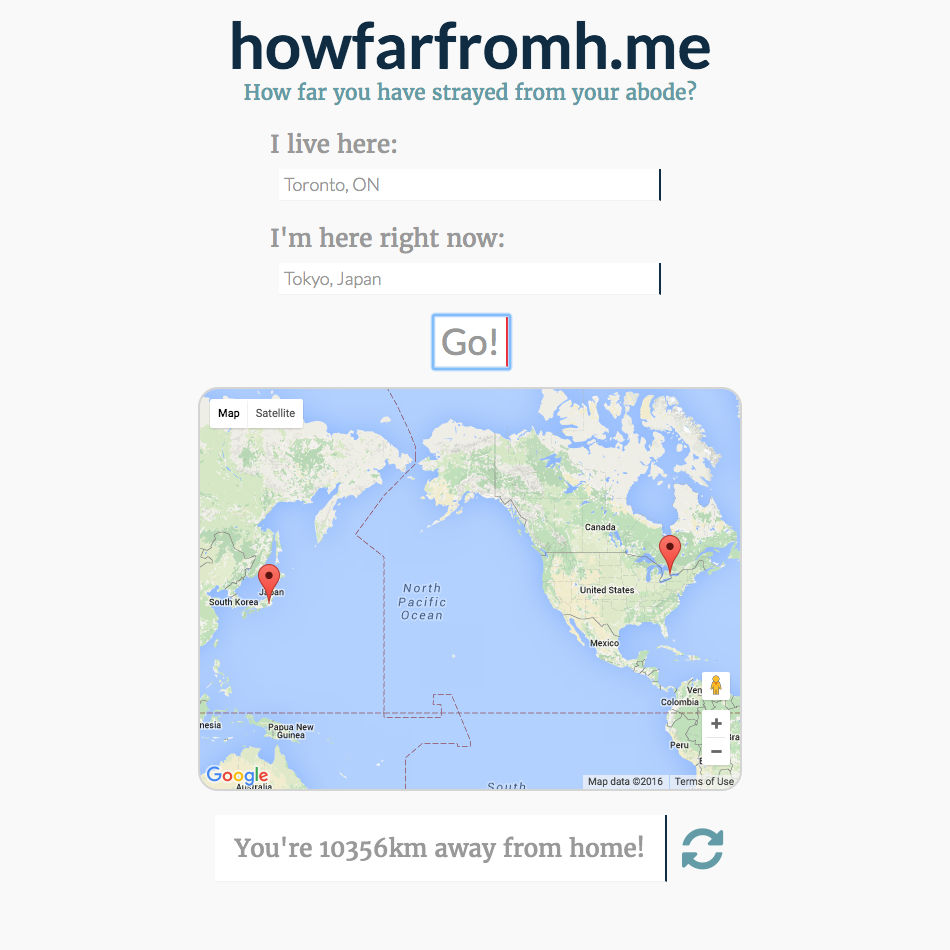 howfarfromh.me
How far you have strayed from your abode?
I live here:
Toronto, ON
I'm here right now:
Tokyo, Japan
Go!
Map Satellite
Canada
Japan
South Korea
United States
North
Pacific
Ocean
Mexico
Ven
Colombia
nesia
Papua New
Guinea
Bra
Peru
B
Google
Australia
South
Map data ©2016 Terms of Use
You're 10356km away from home!